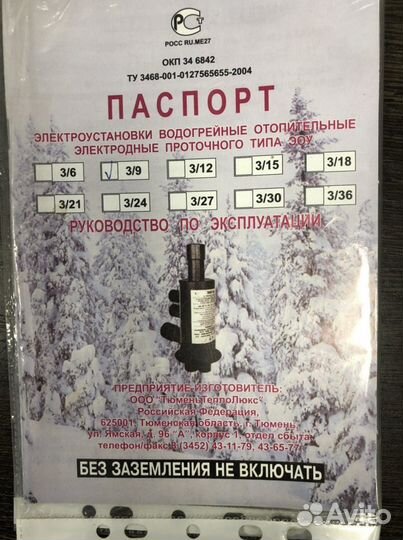 РСТ
РОСС RU.ME27
ОКП 34 6842
ТУ 3468-001-0127565655-2004
ПАСПОРТ
ЭЛЕКТРОУСТАНОВКИ ВОДОГРЕЙНЫЕ ОТОПИТЕЛЬНЫЕ
ЭЛЕКТРОДНЫЕ ПРОТОЧНОГО ТИПА ЭОУ
3/6 3/9 3/12 3/15 3/18
3/21 3/24 3/27 3/30 3/36
РУКОВОДСТВО ПО ЭКСПЛУАТАЦИИ
ПРЕДПРИЯТИЕ-ИЗГОТОВИТЕЛЬ:
ООО "ТюменьТеплоЛюкс"
Российская Федерация,
625001, Тюменская область, г. Тюмень,
ул. Ямская, д. 96 "А", корпус 1, отдел сбыта,
телефон/факс 8 (3452) 43-11-79, 43-65-77
БЕЗ ЗАЗЕМЛЕНИЯ НЕ ВКЛЮЧАТЬ
Avito